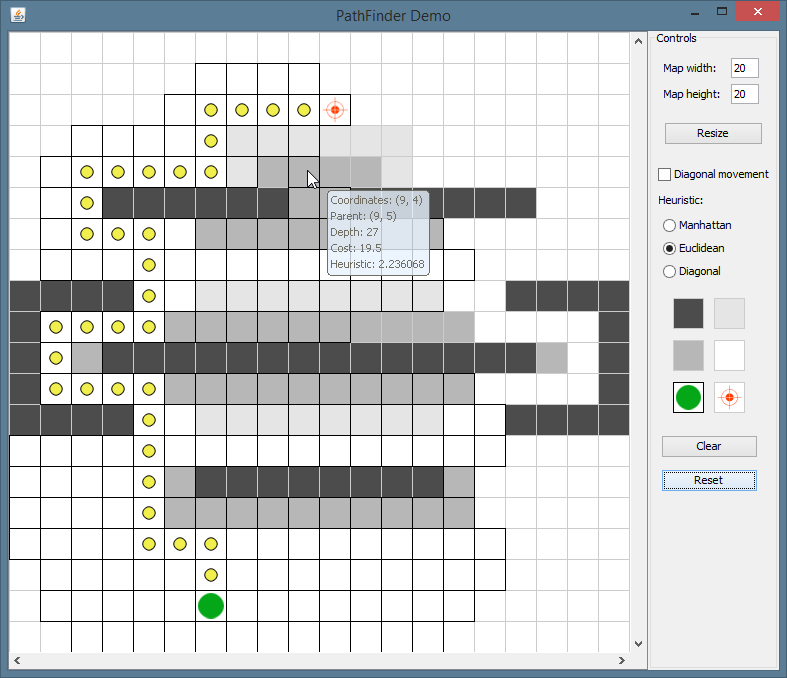 PathFinder Demo
Controls
Map width: 20
Map height: 20
Resize
Diagonal movement
Heuristic:
Manhattan
Euclidean
Diagonal
Coordinates: (9, 4)
Parent: (9, 5)
Depth: 27
Cost: 19.5
Heuristic: 2.236068
Clear
Reset